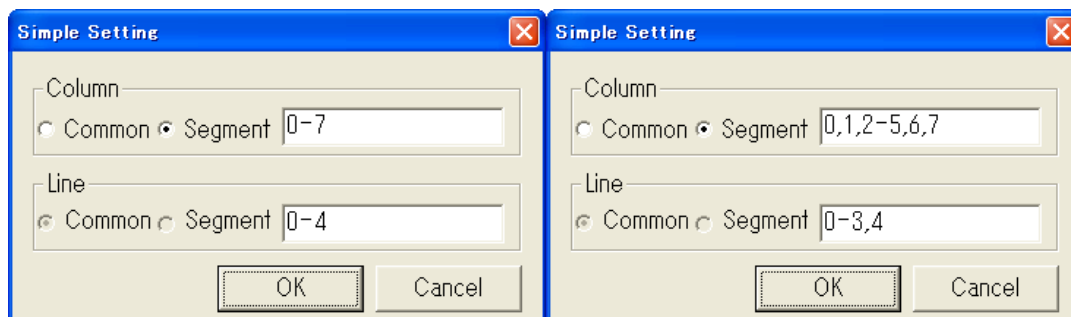 Simple Setting
Column
Common Segment 0-7
Line
Common Segment 0-4
OK Cancel
Simple Setting
Column
Common Segment 0,1,2-5,6,7
Line
Common Segment 0-3,4
OK Cancel